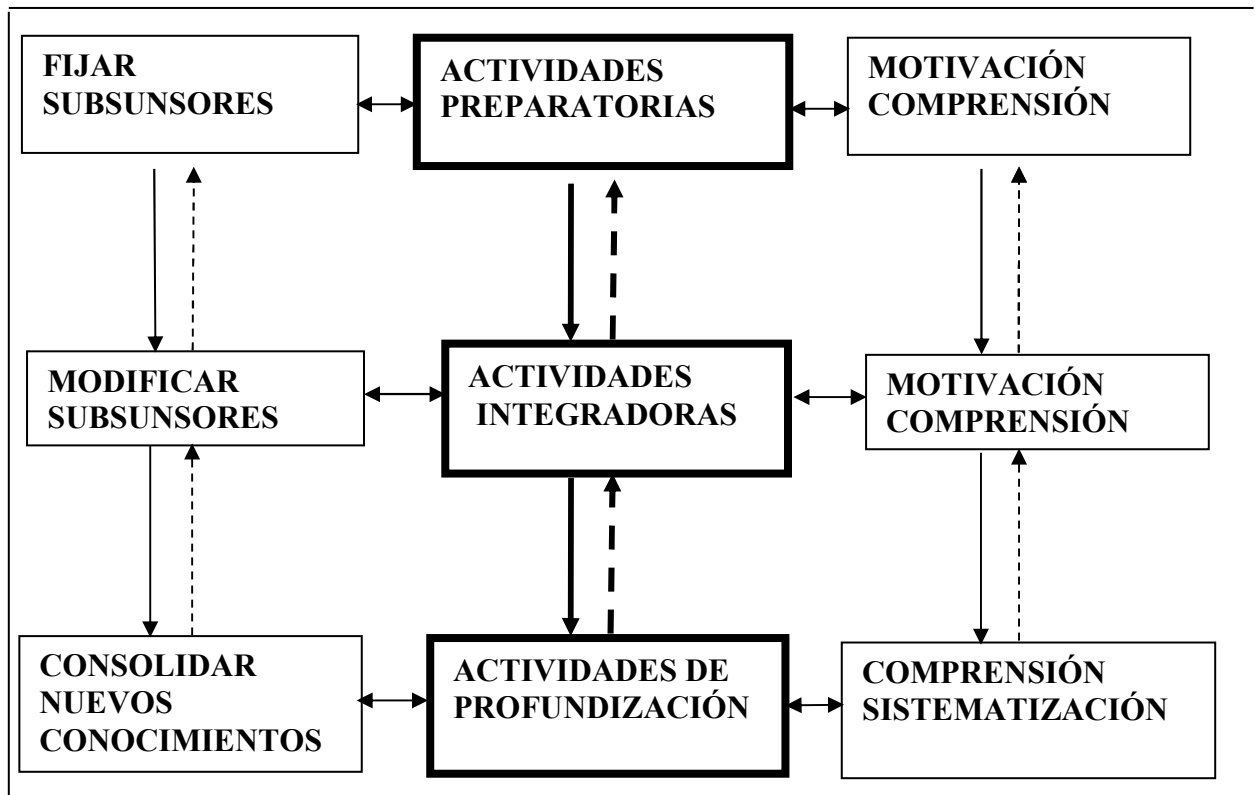 FIJAR
SUBSUNSORES
ACTIVIDADES
PREPARATORIAS
MOTIVACIÓN
COMPRENSIÓN
MODIFICAR
SUBSUNSORES
ACTIVIDADES
INTEGRADORAS
MOTIVACIÓN
COMPRENSIÓN
CONSOLIDAR
NUEVOS
CONOCIMIENTOS
ACTIVIDADES DE
PROFUNDIZACIÓN
COMPRENSIÓN
SISTEMATIZACIÓN